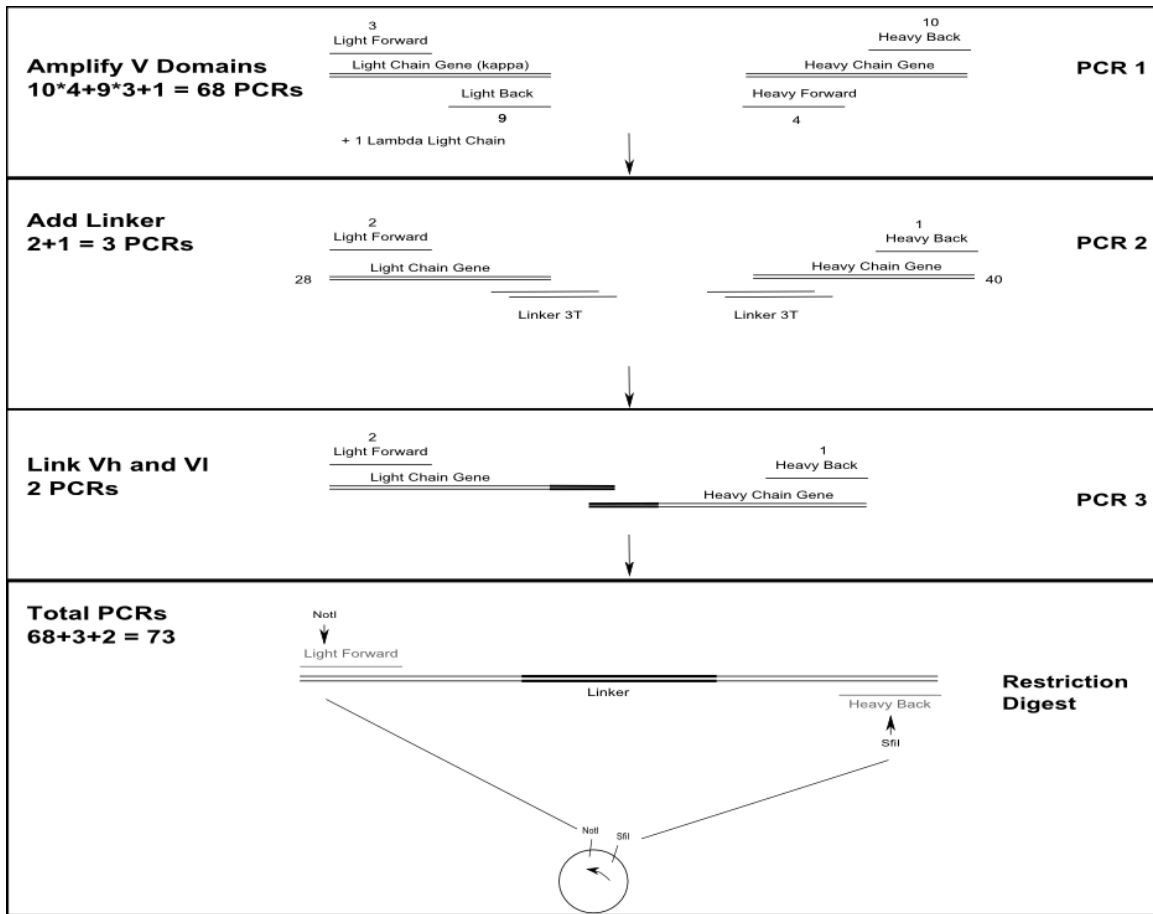 Amplify V Domains
10*4+9*3+1 = 68 PCRs
3
Light Forward
Light Chain Gene (kappa)
Light Back
9
+ 1 Lambda Light Chain
10
Heavy Back
Heavy Chain Gene
Heavy Forward
4
PCR 1
Add Linker
2+1 = 3 PCRs
2
Light Forward
Light Chain Gene
28
Linker 3T
1
Heavy Back
Heavy Chain Gene
40
Linker 3T
PCR 2
Link Vh and Vl
2 PCRs
2
Light Forward
Light Chain Gene
1
Heavy Back
Heavy Chain Gene
PCR 3
Total PCRs
68+3+2 = 73
NotI
Light Forward
Linker
Heavy Back
SfiI
Restriction
Digest
NotI
SfiI